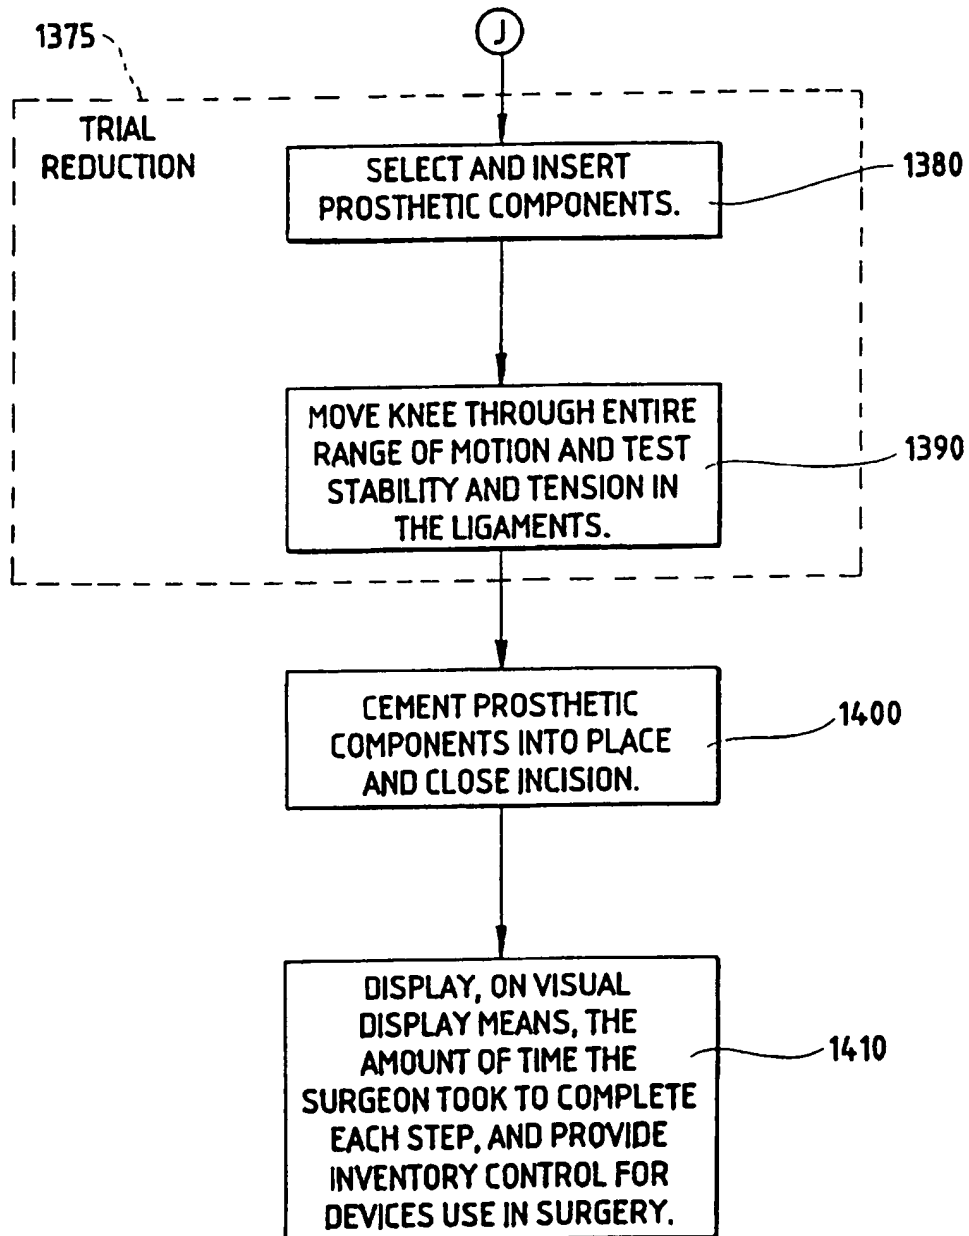 J
1375
TRIAL
REDUCTION
SELECT AND INSERT
PROSTHETIC COMPONENTS.
1380
MOVE KNEE THROUGH ENTIRE
RANGE OF MOTION AND TEST
STABILITY AND TENSION IN
THE LIGAMENTS.
1390
CEMENT PROSTHETIC
COMPONENTS INTO PLACE
AND CLOSE INCISION.
1400
DISPLAY, ON VISUAL
DISPLAY MEANS, THE
AMOUNT OF TIME THE
SURGEON TOOK TO COMPLETE
EACH STEP, AND PROVIDE
INVENTORY CONTROL FOR
DEVICES USE IN SURGERY.
1410